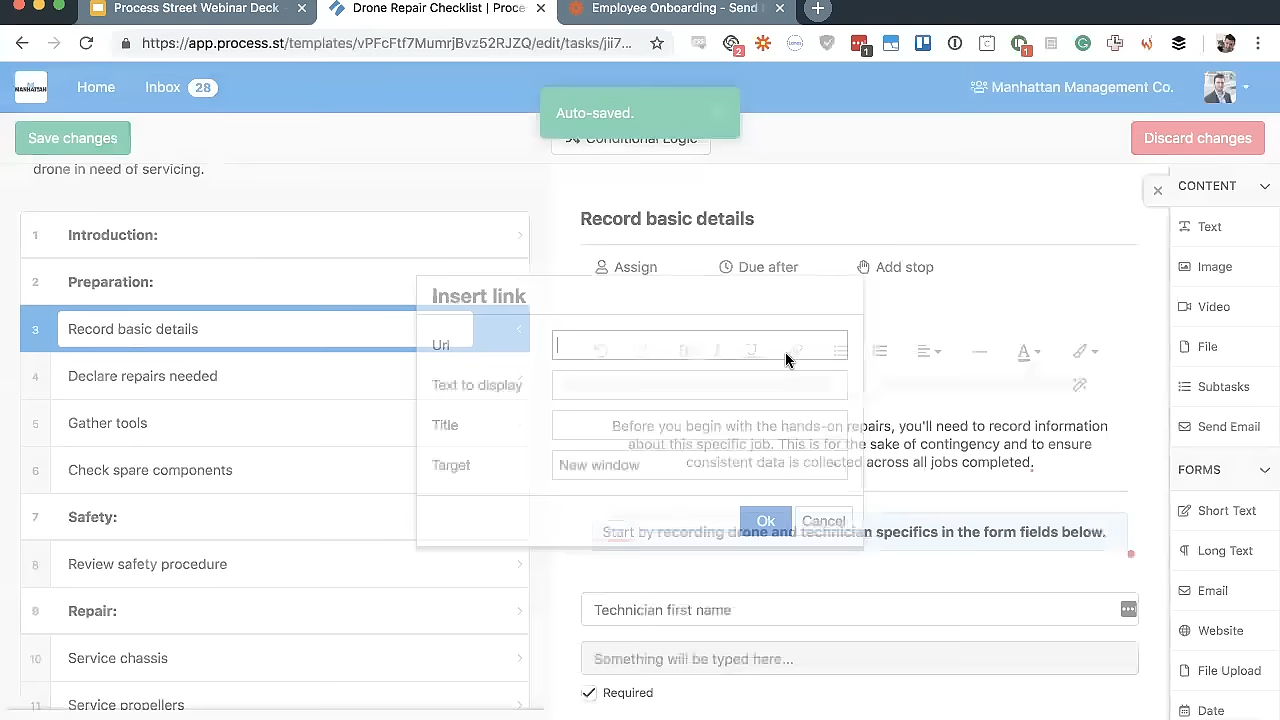 Process Street Webinar Deck
Drone Repair Checklist | Proce
Employee Onboarding - Send
https://app.process.st/templates/vPFcFtf7MumrjBvz52RJZQ/edit/tasks/jii7...
2
1
1
MANHATTAN
Home
Inbox 28
Manhattan Management Co.
Auto-saved.
Save changes
Conditional Logic
Discard changes
drone in need of servicing.
1 Introduction:
2 Preparation:
3 Record basic details
4 Declare repairs needed
5 Gather tools
6 Check spare components
7 Safety:
8 Review safety procedure
9 Repair:
10 Service chassis
11 Service propellers
Record basic details
Assign
Due after
Add stop
Insert link
Url
Text to display
Title
Target
New window
Ok
Cancel
Before you begin with the hands-on repairs, you'll need to record information
about this specific job. This is for the sake of contingency and to ensure
consistent data is collected across all jobs completed.
Start by recording drone and technician specifics in the form fields below.
Technician first name
Something will be typed here...
Required
CONTENT
Text
Image
Video
File
Subtasks
Send Email
FORMS
Short Text
Long Text
Email
Website
File Upload
Date